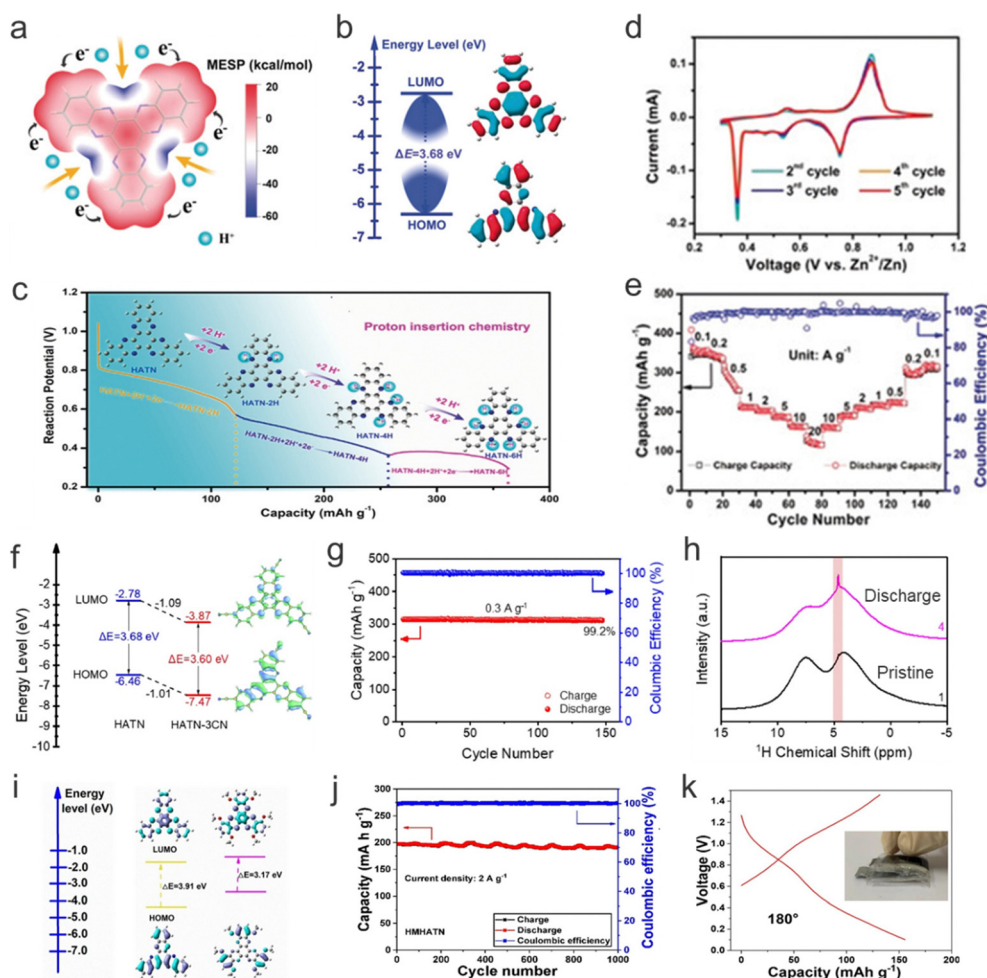 a
MESP (kcal/mol)
20
0
-20
-40
-60
e-
e-
e-
e-
e-
e-
H+
b
Energy Level (eV)
-2
-3
-4
-5
-6
-7
LUMO
ΔE=3.68 eV
HOMO
d
Current (mA)
0.1
0.0
-0.1
-0.2
2nd cycle
4th cycle
3rd cycle
5th cycle
0.2 0.4 0.6 0.8 1.0 1.2
Voltage (V vs. Zn2+/Zn)
c
Reaction Potential (V)
1.2
1.0
0.8
0.6
0.4
0.2
Proton insertion chemistry
HATN
+2 H+
+2 e-
HATN-2H
+2 H+
+2 e-
HATN-4H
+2 H+
+2 e-
HATN-6H
HATN-2H+2H++2e- HATN-4H
HATN-4H+2H++2e- HATN-6H
0 100 200 300 400
Capacity (mAh g-1)
e
Capacity (mAh g-1)
500
400
300
200
100
0
0.1
0.2
0.5
1
2
5
10
20
10
5
2
1
0.5
0.2
0.1
Unit: A g-1
Charge Capacity
Discharge Capacity
0 20 40 60 80 100 120 140
Cycle Number
100
80
60
40
20
0
Coulombic Efficiency (%)
f
Energy Level (eV)
-2
-3
-4
-5
-6
-7
-8
-9
-10
LUMO
-2.78
-1.09
-3.87
ΔE=3.68 eV
ΔE=3.60 eV
HOMO
-6.46
-1.01
-7.47
HATN
HATN-3CN
g
Capacity (mAh g-1)
500
400
300
200
100
0
0.3 A g-1
99.2%
Charge
Discharge
0 50 100 150
Cycle Number
100
80
60
40
20
0
Columbic Efficiency (%)
h
Intensity (a.u.)
Discharge
4
Pristine
1
15 10 5 0 -5
1H Chemical Shift (ppm)
i
Energy
level (eV)
-1.0
-2.0
-3.0
-4.0
-5.0
-6.0
-7.0
LUMO
△E=3.91 eV
△E=3.17 eV
HOMO
j
Capacity (mA h g-1)
300
250
200
150
100
50
0
Current density: 2 A g-1
HMHATN
Charge
Discharge
Coulombic efficiency
0 200 400 600 800 1000
Cycle number
100
80
60
40
20
0
Coulombic efficiency (%)
k
Voltage (V)
1.4
1.2
1.0
0.8
0.6
0.4
0.2
0.0
180°
0 50 100 150 200
Capacity (mAh g-1)